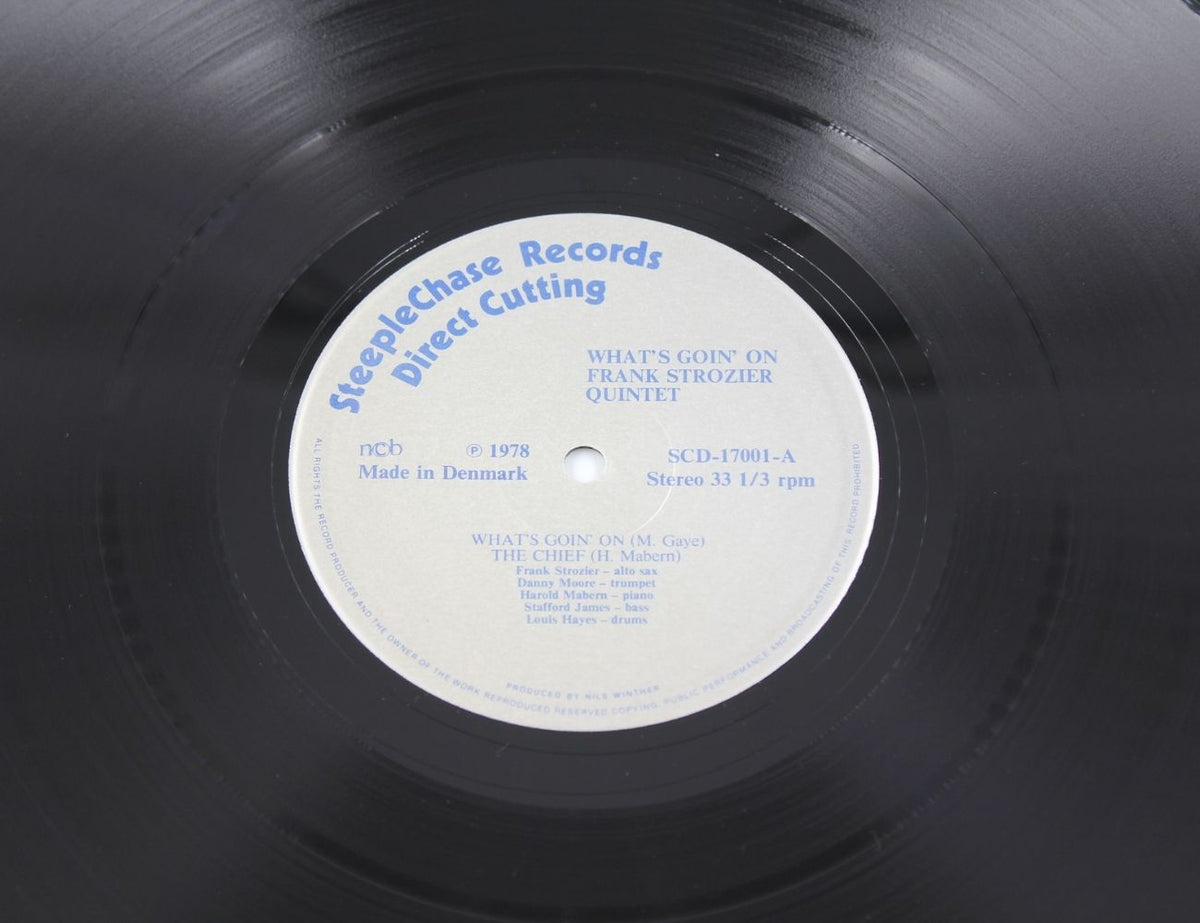 SteepleChase Records
Direct Cutting
WHAT'S GOIN' ON
FRANK STROZIER
QUINTET
ncb ℗ 1978
Made in Denmark
SCD-17001-A
Stereo 33 1/3 rpm
WHAT'S GOIN' ON (M. Gaye)
THE CHIEF (H. Mabern)
Frank Strozier – alto sax
Danny Moore – trumpet
Harold Mabern – piano
Stafford James – bass
Louis Hayes – drums
PRODUCED BY NILS WINTHER
ALL RIGHTS THE RECORD PRODUCER AND THE OWNER OF THE WORK REPRODUCED RESERVED COPYING, PUBLIC PERFORMANCE AND BROADCASTING OF THIS RECORD PROHIBITED